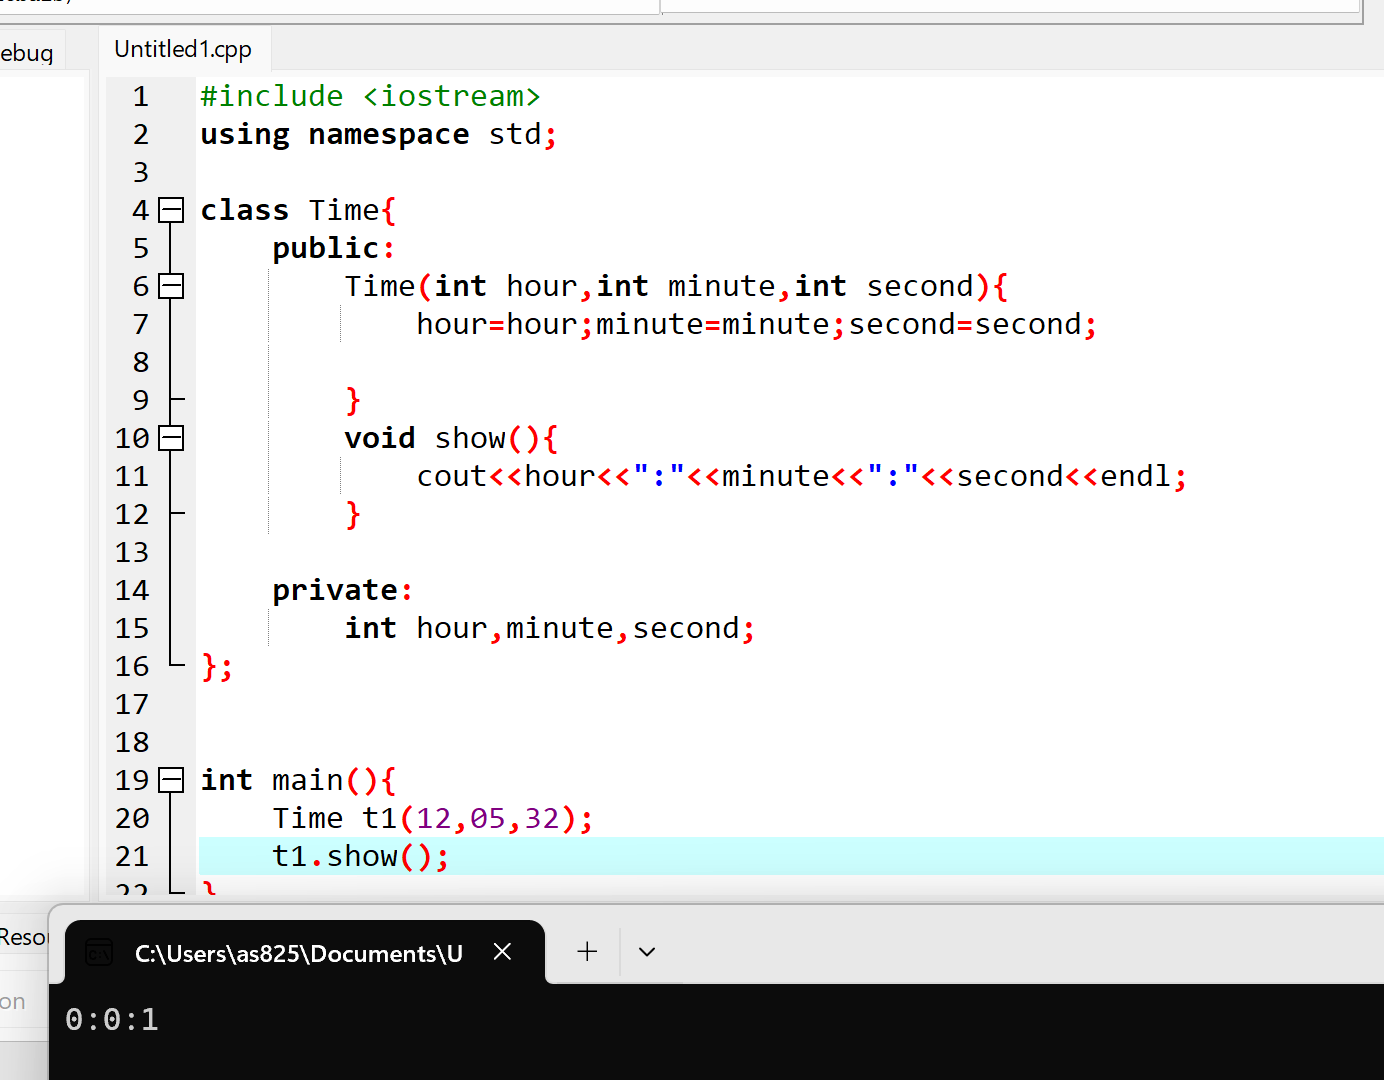 ebug
Untitled1.cpp
1 #include <iostream>
2 using namespace std;
3
4 class Time{
5 public:
6 Time(int hour,int minute,int second){
7 hour=hour;minute=minute;second=second;
8
9 }
10 void show(){
11 cout<<hour<<":"<<minute<<":"<<second<<endl;
12 }
13
14 private:
15 int hour,minute,second;
16 };
17
18
19 int main(){
20 Time t1(12,05,32);
21 t1.show();
22 }
Resou
on
C:\Users\as825\Documents\U
0:0:1